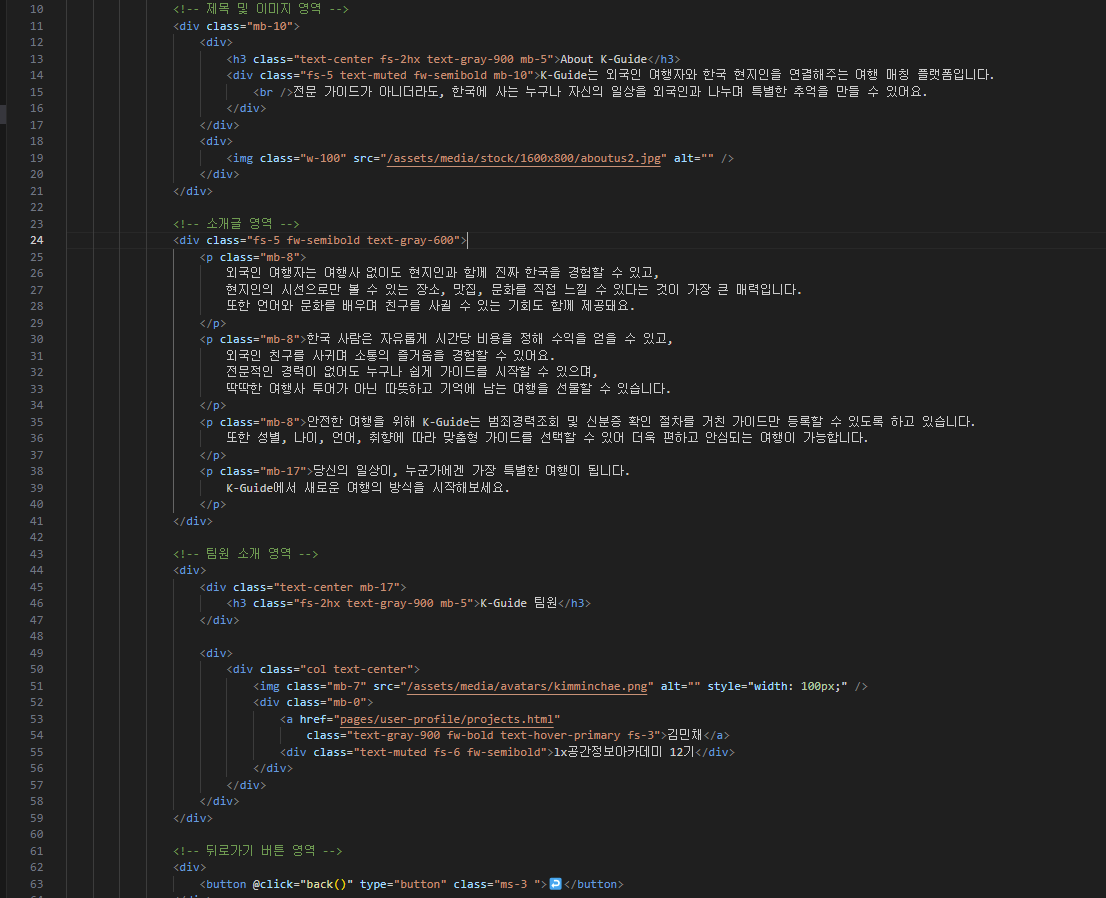 10 <!-- 제목 및 이미지 영역 -->
11 <div class="mb-10">
12 <div>
13 <h3 class="text-center fs-2hx text-gray-900 mb-5">About K-Guide</h3>
14 <div class="fs-5 text-muted fw-semibold mb-10">K-Guide는 외국인 여행자와 한국 현지인을 연결해주는 여행 매칭 플랫폼입니다.
15 <br />전문 가이드가 아니더라도, 한국에 사는 누구나 자신의 일상을 외국인과 나누며 특별한 추억을 만들 수 있어요.
16 </div>
17 </div>
18 <div>
19 <img class="w-100" src="/assets/media/stock/1600x800/aboutus2.jpg" alt="" />
20 </div>
21 </div>
22
23 <!-- 소개글 영역 -->
24 <div class="fs-5 fw-semibold text-gray-600">
25 <p class="mb-8">
26 외국인 여행자는 여행사 없이도 현지인과 함께 진짜 한국을 경험할 수 있고,
27 현지인의 시선으로만 볼 수 있는 장소, 맛집, 문화를 직접 느낄 수 있다는 것이 가장 큰 매력입니다.
28 또한 언어와 문화를 배우며 친구를 사귈 수 있는 기회도 함께 제공돼요.
29 </p>
30 <p class="mb-8">한국 사람은 자유롭게 시간당 비용을 정해 수익을 얻을 수 있고,
31 외국인 친구를 사귀며 소통의 즐거움을 경험할 수 있어요.
32 전문적인 경력이 없어도 누구나 쉽게 가이드를 시작할 수 있으며,
33 딱딱한 여행사 투어가 아닌 따뜻하고 기억에 남는 여행을 선물할 수 있습니다.
34 </p>
35 <p class="mb-8">안전한 여행을 위해 K-Guide는 범죄경력조회 및 신분증 확인 절차를 거친 가이드만 등록할 수 있도록 하고 있습니다.
36 또한 성별, 나이, 언어, 취향에 따라 맞춤형 가이드를 선택할 수 있어 더욱 편하고 안심되는 여행이 가능합니다.
37 </p>
38 <p class="mb-17">당신의 일상이, 누군가에겐 가장 특별한 여행이 됩니다.
39 K-Guide에서 새로운 여행의 방식을 시작해보세요.
40 </p>
41 </div>
42
43 <!-- 팀원 소개 영역 -->
44 <div>
45 <div class="text-center mb-17">
46 <h3 class="fs-2hx text-gray-900 mb-5">K-Guide 팀원</h3>
47 </div>
48
49 <div>
50 <div class="col text-center">
51 <img class="mb-7" src="/assets/media/avatars/kimminchae.png" alt="" style="width: 100px;" />
52 <div class="mb-0">
53 <a href="pages/user-profile/projects.html"
54 class="text-gray-900 fw-bold text-hover-primary fs-3">김민채</a>
55 <div class="text-muted fs-6 fw-semibold">lx공간정보아카데미 12기</div>
56 </div>
57 </div>
58 </div>
59 </div>
60
61 <!-- 뒤로가기 버튼 영역 -->
62 <div>
63 <button @click="back()" type="button" class="ms-3 ">↩️</button>